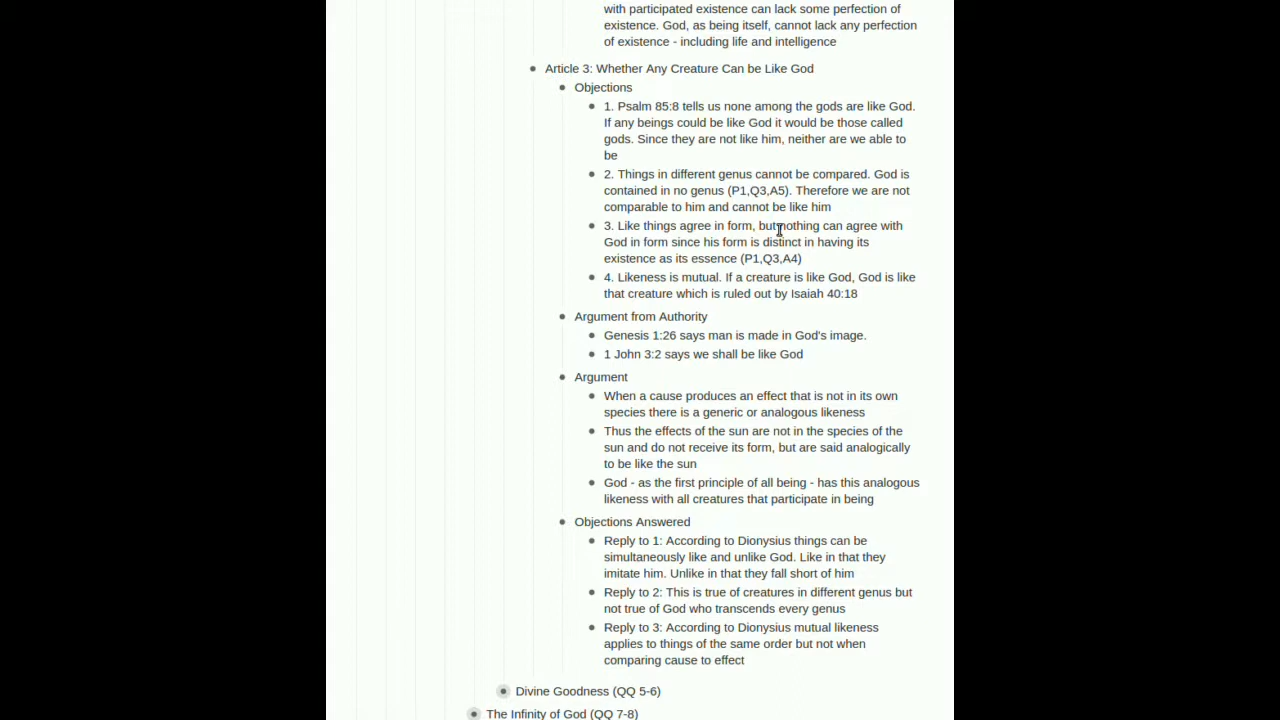 with participated existence can lack some perfection of
existence. God, as being itself, cannot lack any perfection
of existence - including life and intelligence
Article 3: Whether Any Creature Can be Like God
Objections
1. Psalm 85:8 tells us none among the gods are like God.
If any beings could be like God it would be those called
gods. Since they are not like him, neither are we able to
be
2. Things in different genus cannot be compared. God is
contained in no genus (P1,Q3,A5). Therefore we are not
comparable to him and cannot be like him
3. Like things agree in form, but nothing can agree with
God in form since his form is distinct in having its
existence as its essence (P1,Q3,A4)
4. Likeness is mutual. If a creature is like God, God is like
that creature which is ruled out by Isaiah 40:18
Argument from Authority
Genesis 1:26 says man is made in God's image.
1 John 3:2 says we shall be like God
Argument
When a cause produces an effect that is not in its own
species there is a generic or analogous likeness
Thus the effects of the sun are not in the species of the
sun and do not receive its form, but are said analogically
to be like the sun
God - as the first principle of all being - has this analogous
likeness with all creatures that participate in being
Objections Answered
Reply to 1: According to Dionysius things can be
simultaneously like and unlike God. Like in that they
imitate him. Unlike in that they fall short of him
Reply to 2: This is true of creatures in different genus but
not true of God who transcends every genus
Reply to 3: According to Dionysius mutual likeness
applies to things of the same order but not when
comparing cause to effect
Divine Goodness (QQ 5-6)
The Infinity of God (QQ 7-8)